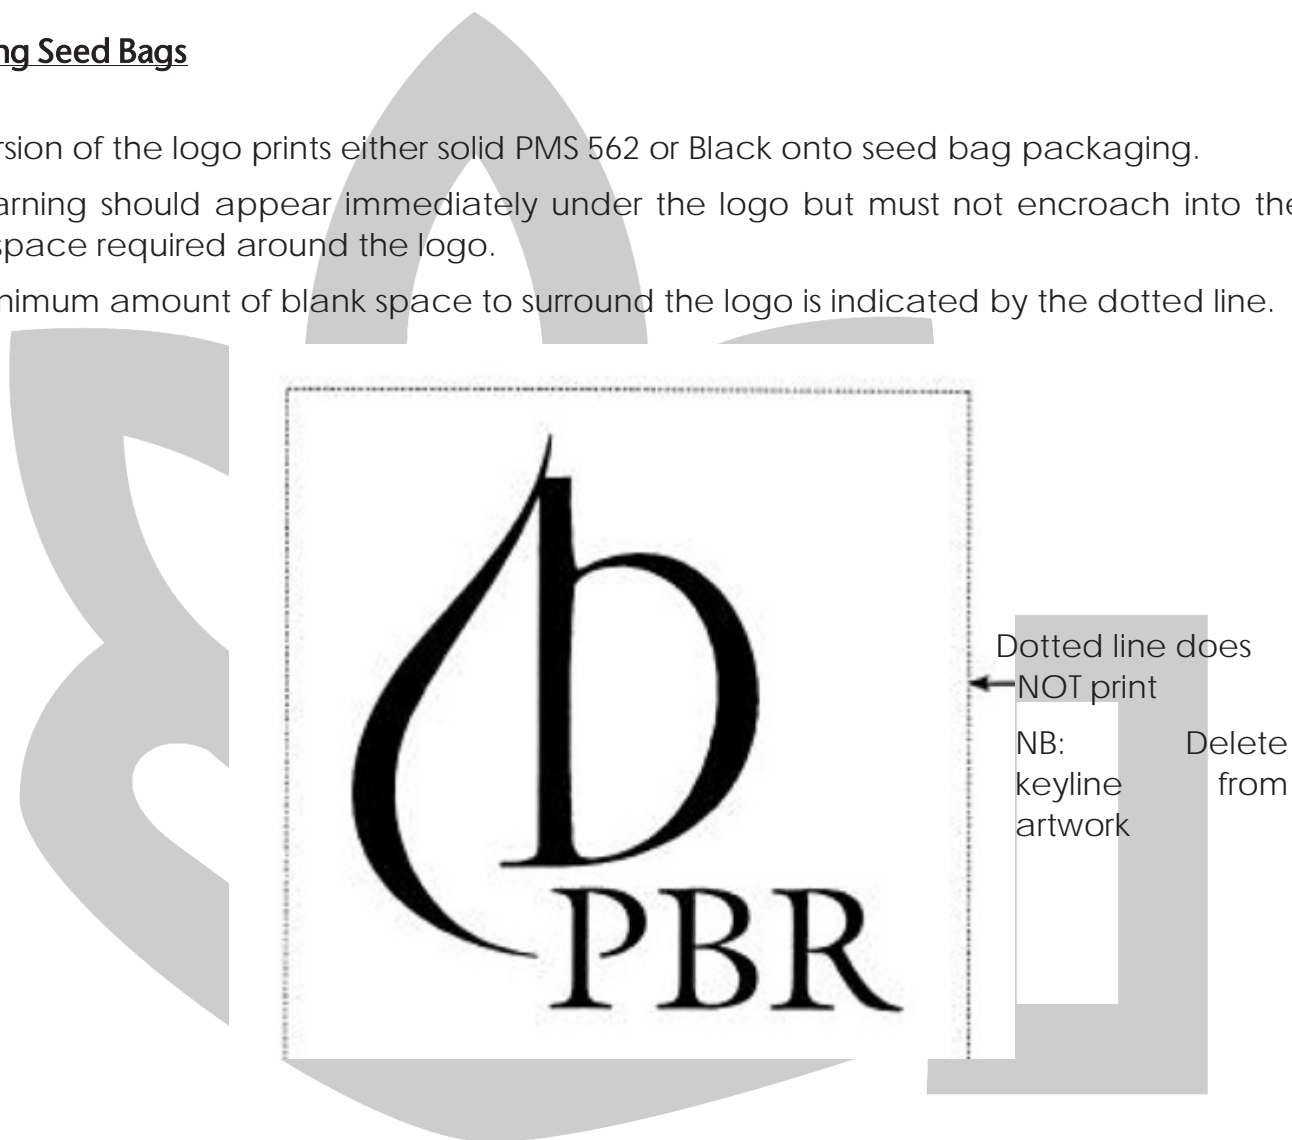 ng Seed Bags
rsion of the logo prints either solid PMS 562 or Black onto seed bag packaging.
arning should appear immediately under the logo but must not encroach into the
space required around the logo.
nimum amount of blank space to surround the logo is indicated by the dotted line.
Dotted line does
NOT print
NB: Delete
keyline from
artwork
PBR